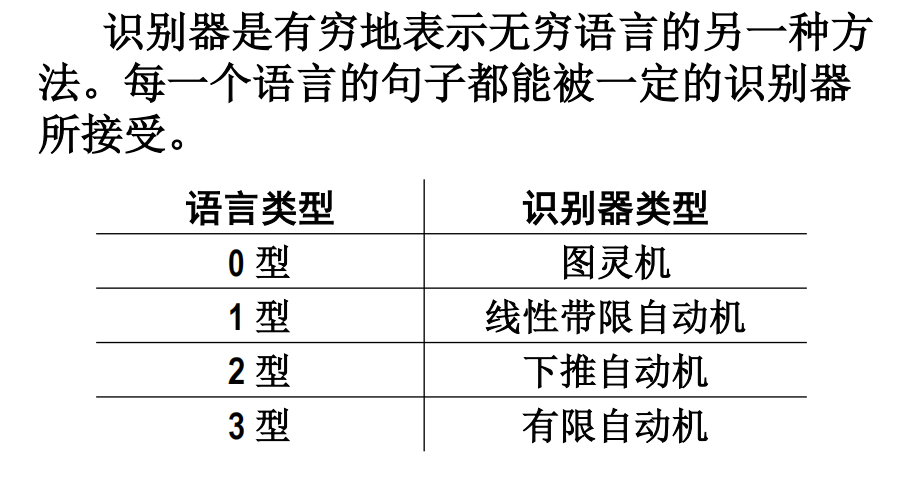 识别器是有穷地表示无穷语言的另一种方
法。每一个语言的句子都能被一定的识别器
所接受。
语言类型 识别器类型
0 型 图灵机
1 型 线性带限自动机
2 型 下推自动机
3 型 有限自动机